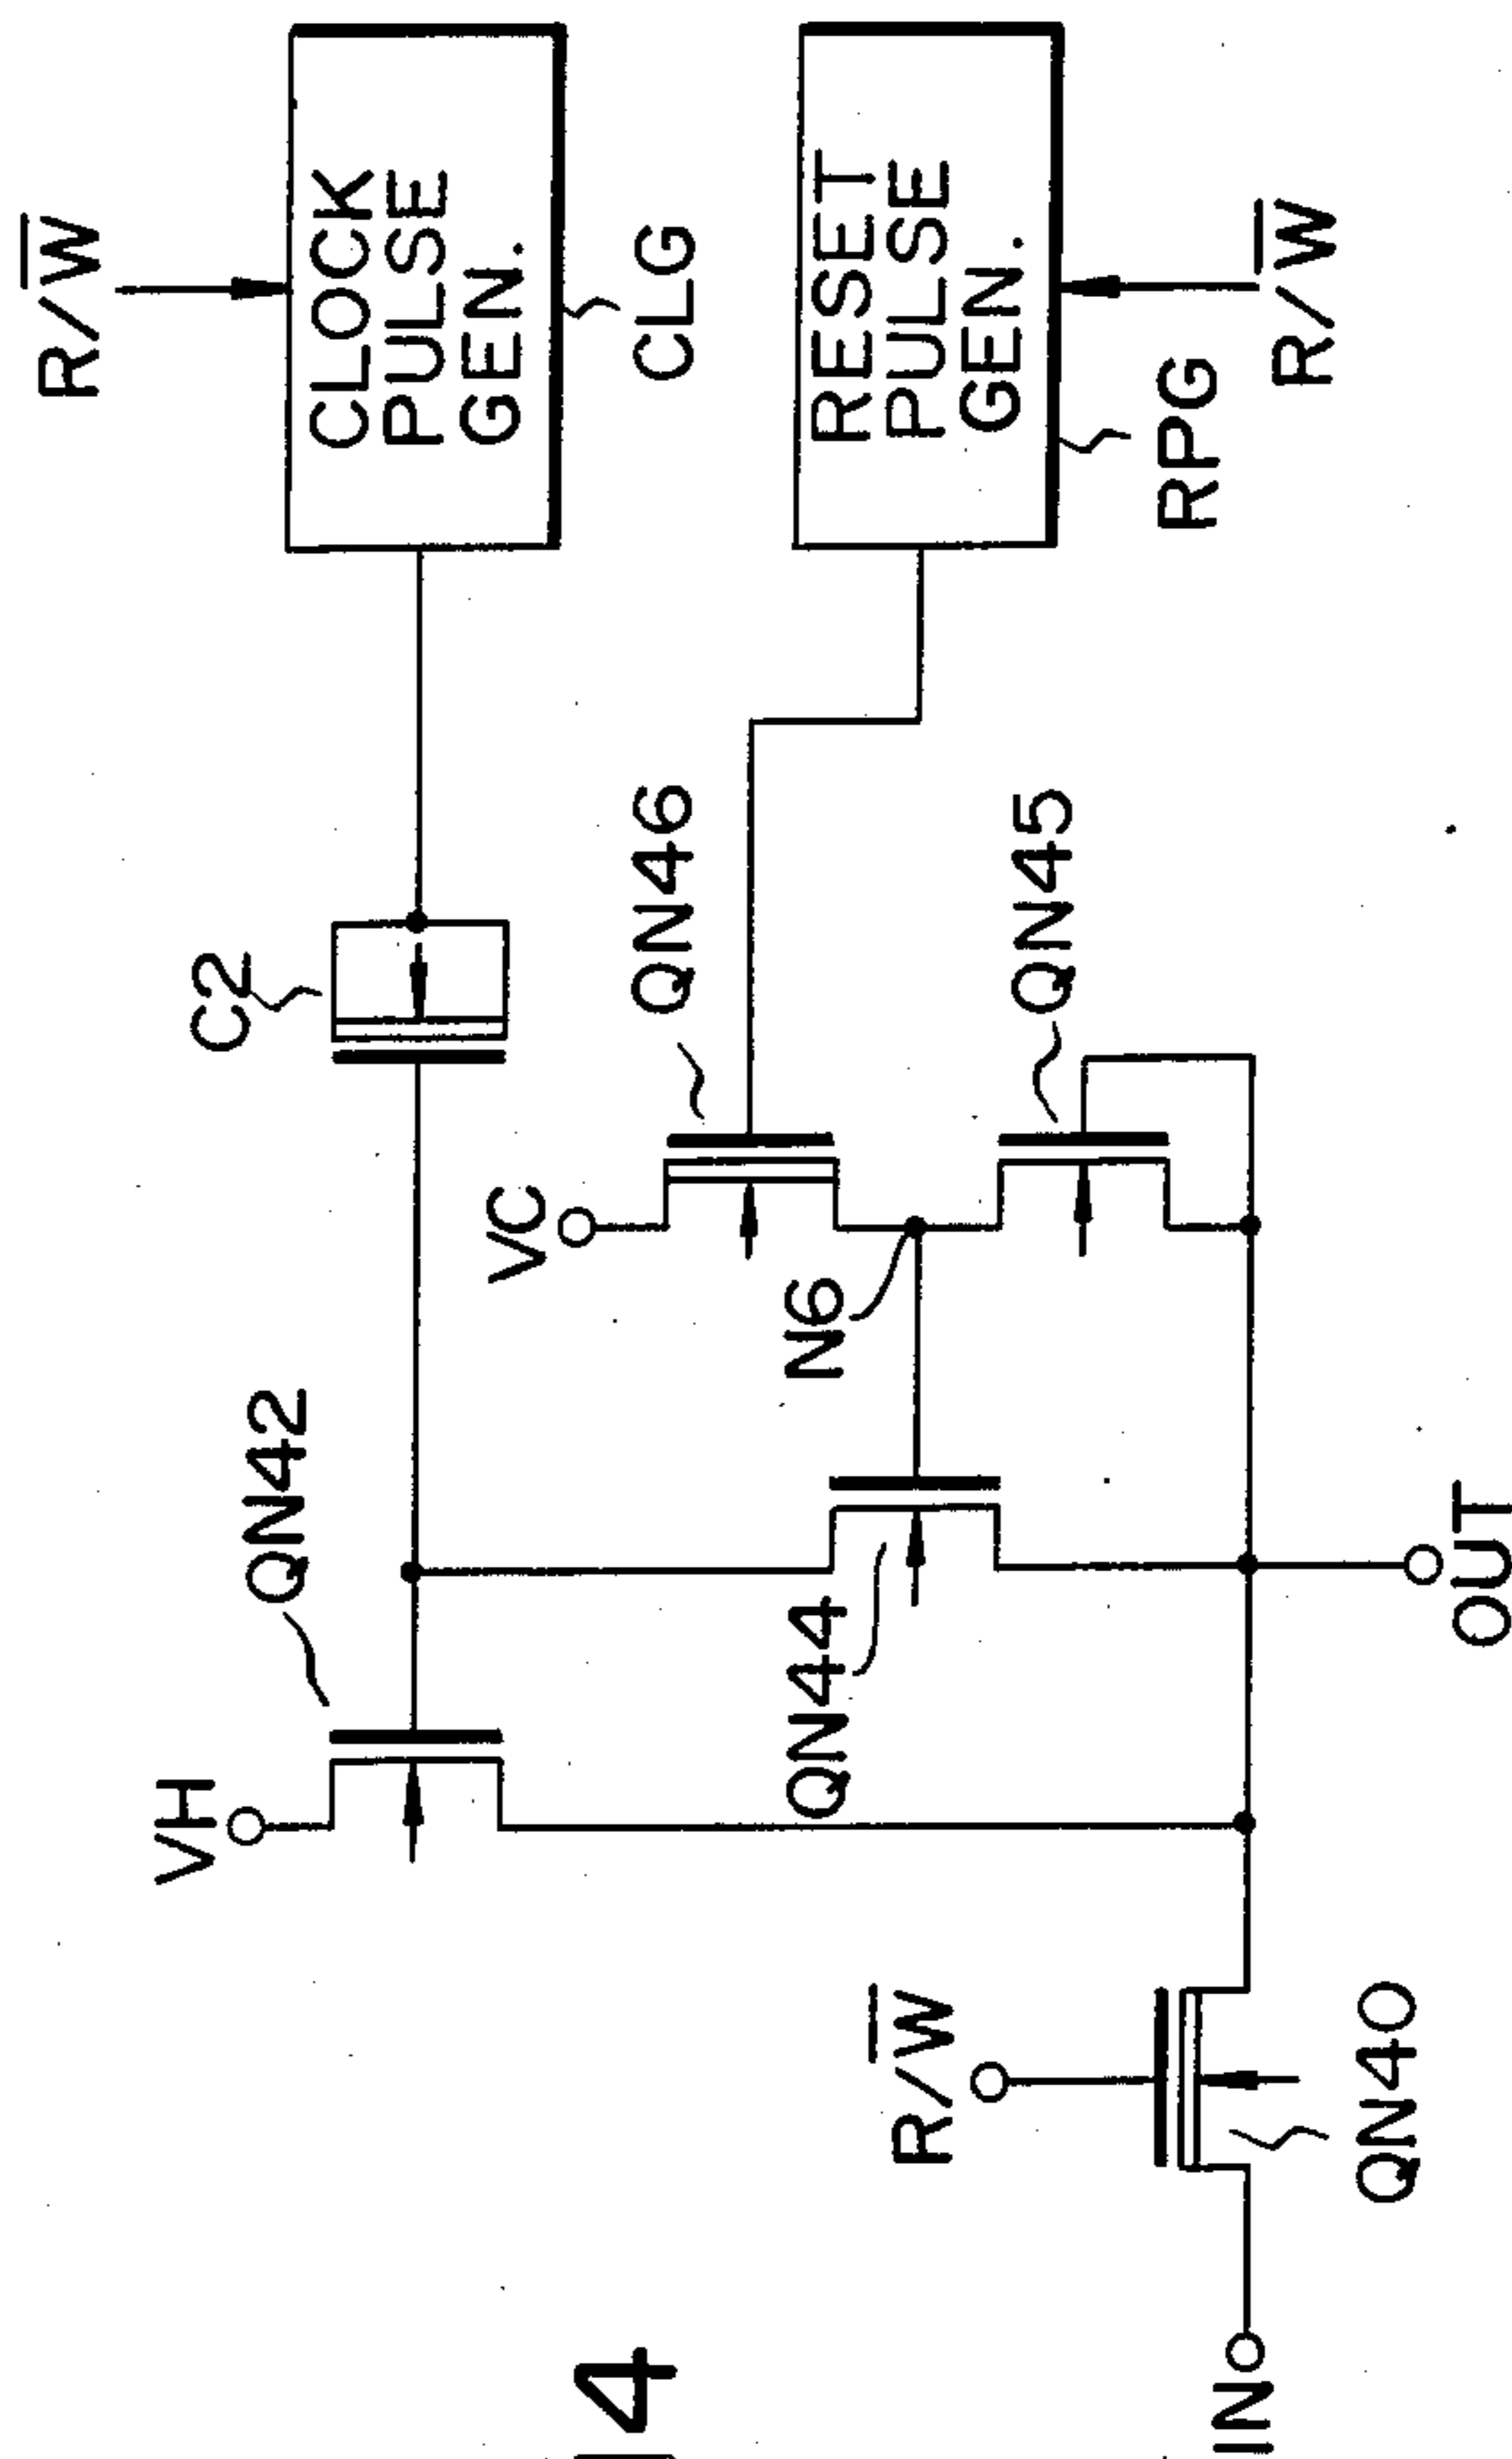 R/W̅
CLOCK
PULSE
GEN.
CLG
RESET
PULSE
GEN.
RPG
R/W̅
C2
QN46
QN45
VC
N6
QN42
QN44
VH
OUT
R/W̅
QN40
IN
4